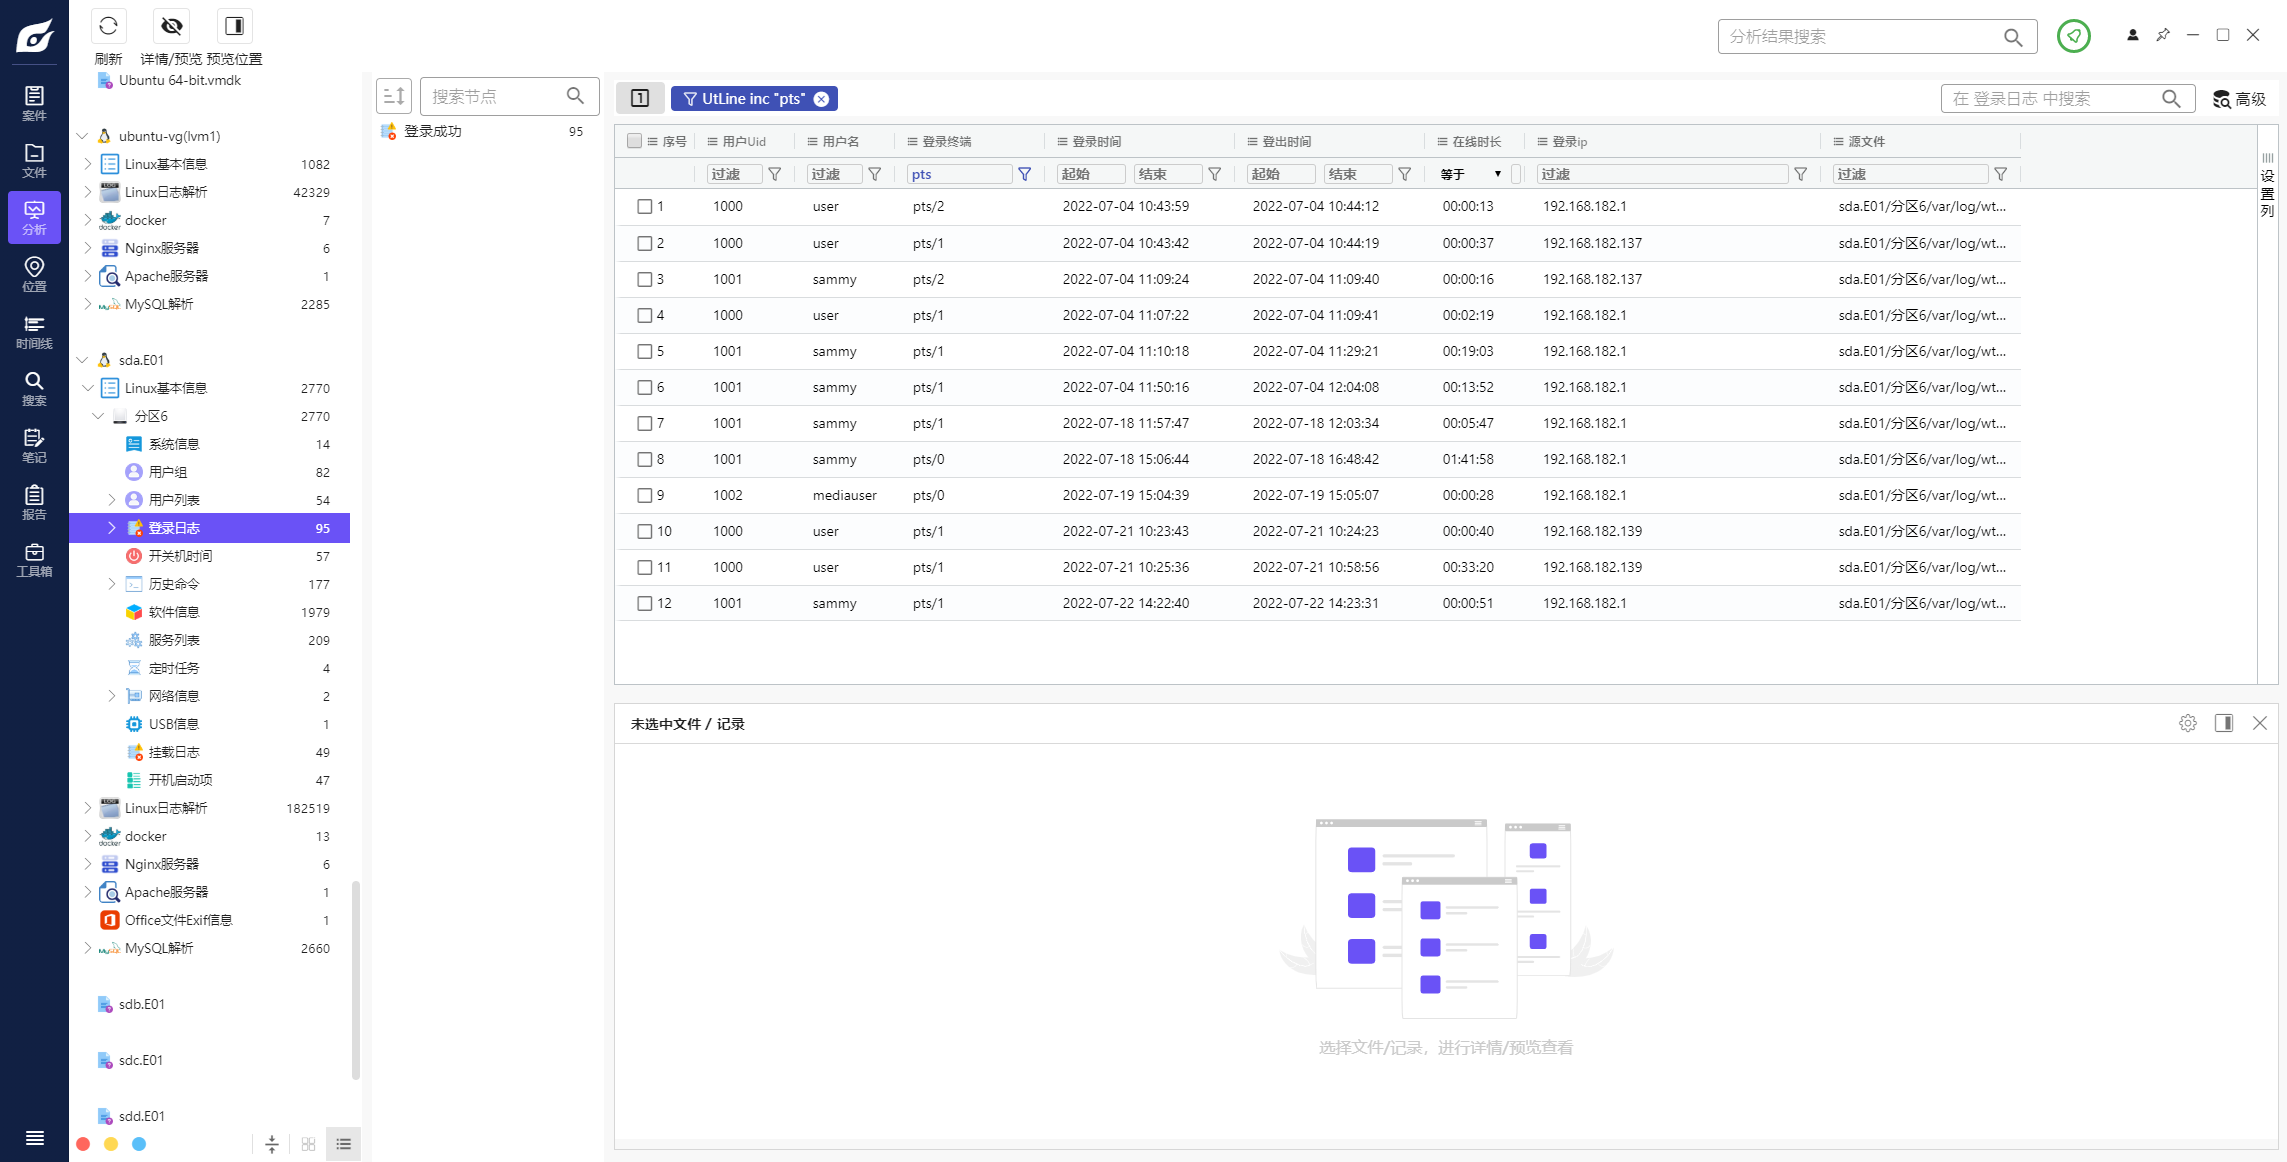 刷新
详情/预览 预览位置
分析结果搜索
案件
文件
分析
位置
时间线
搜索
笔记
报告
工具箱
Ubuntu 64-bit.vmdk
ubuntu-vg(lvm1)
Linux基本信息 1082
Linux日志解析 42329
docker 7
Nginx服务器 6
Apache服务器 1
MySQL解析 2285
sda.E01
Linux基本信息 2770
分区6 2770
系统信息 14
用户组 82
用户列表 54
登录日志 95
开关机时间 57
历史命令 177
软件信息 1979
服务列表 209
定时任务 4
网络信息 2
USB信息 1
挂载日志 49
开机启动项 47
Linux日志解析 182519
docker 13
Nginx服务器 6
Apache服务器 1
Office文件Exif信息 1
MySQL解析 2660
sdb.E01
sdc.E01
sdd.E01
搜索节点
登录成功 95
1 UtLine inc "pts"
在 登录日志 中搜索
高级
序号 用户Uid 用户名 登录终端 登录时间 登出时间 在线时长 登录ip 源文件
过滤 过滤 pts 起始 结束 起始 结束 等于 过滤 过滤
1 1000 user pts/2 2022-07-04 10:43:59 2022-07-04 10:44:12 00:00:13 192.168.182.1 sda.E01/分区6/var/log/wt...
2 1000 user pts/1 2022-07-04 10:43:42 2022-07-04 10:44:19 00:00:37 192.168.182.137 sda.E01/分区6/var/log/wt...
3 1001 sammy pts/2 2022-07-04 11:09:24 2022-07-04 11:09:40 00:00:16 192.168.182.137 sda.E01/分区6/var/log/wt...
4 1000 user pts/1 2022-07-04 11:07:22 2022-07-04 11:09:41 00:02:19 192.168.182.1 sda.E01/分区6/var/log/wt...
5 1001 sammy pts/1 2022-07-04 11:10:18 2022-07-04 11:29:21 00:19:03 192.168.182.1 sda.E01/分区6/var/log/wt...
6 1001 sammy pts/1 2022-07-04 11:50:16 2022-07-04 12:04:08 00:13:52 192.168.182.1 sda.E01/分区6/var/log/wt...
7 1001 sammy pts/1 2022-07-18 11:57:47 2022-07-18 12:03:34 00:05:47 192.168.182.1 sda.E01/分区6/var/log/wt...
8 1001 sammy pts/0 2022-07-18 15:06:44 2022-07-18 16:48:42 01:41:58 192.168.182.1 sda.E01/分区6/var/log/wt...
9 1002 mediauser pts/0 2022-07-19 15:04:39 2022-07-19 15:05:07 00:00:28 192.168.182.1 sda.E01/分区6/var/log/wt...
10 1000 user pts/1 2022-07-21 10:23:43 2022-07-21 10:24:23 00:00:40 192.168.182.139 sda.E01/分区6/var/log/wt...
11 1000 user pts/1 2022-07-21 10:25:36 2022-07-21 10:58:56 00:33:20 192.168.182.139 sda.E01/分区6/var/log/wt...
12 1001 sammy pts/1 2022-07-22 14:22:40 2022-07-22 14:23:31 00:00:51 192.168.182.1 sda.E01/分区6/var/log/wt...
设置列
未选中文件 / 记录
选择文件/记录，进行详情/预览查看